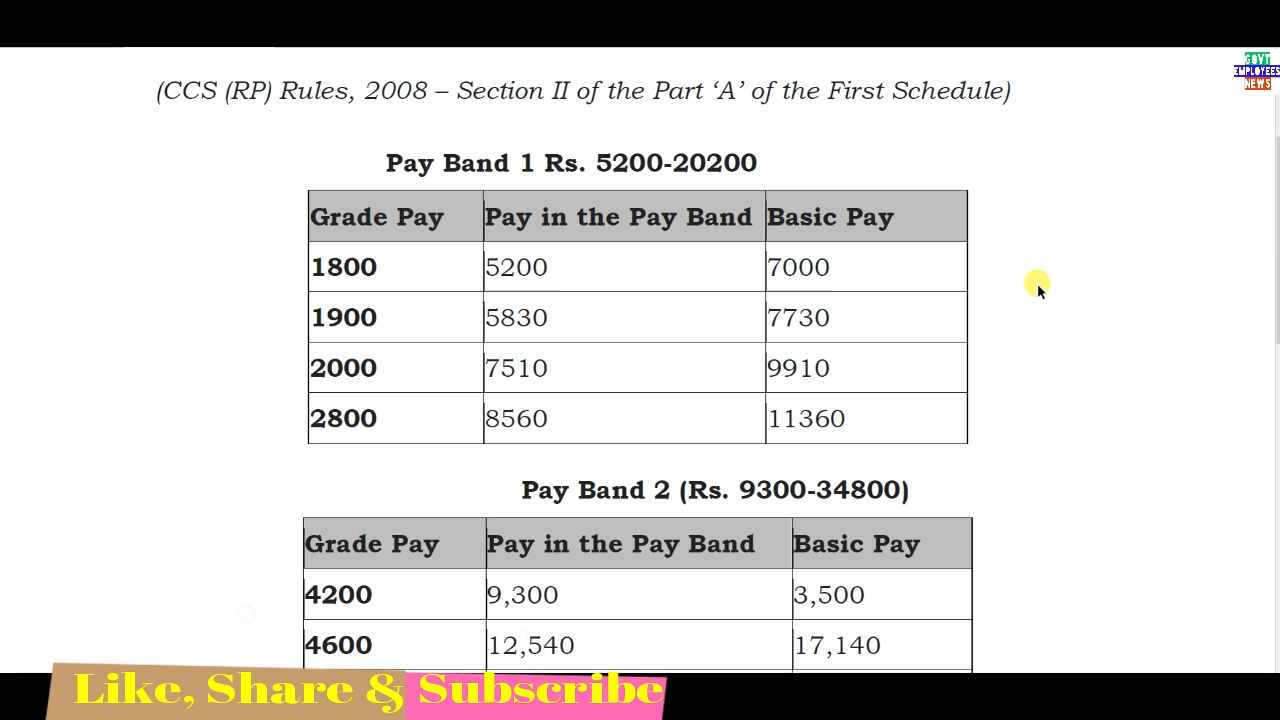 GOVT
EMPLOYEES
NEWS
(CCS (RP) Rules, 2008 – Section II of the Part ‘A’ of the First Schedule)
Pay Band 1 Rs. 5200-20200
Grade Pay Pay in the Pay Band Basic Pay
1800 5200 7000
1900 5830 7730
2000 7510 9910
2800 8560 11360
Pay Band 2 (Rs. 9300-34800)
Grade Pay Pay in the Pay Band Basic Pay
4200 9,300 3,500
4600 12,540 17,140
Like, Share & Subscribe